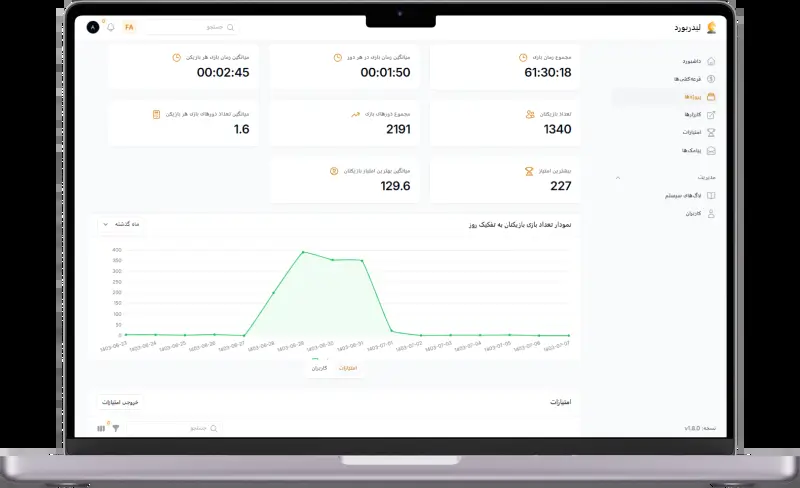 لیدربورد
جستجو
FA
0
A
داشبورد
قرعه‌کشی‌ها
پروژه‌ها
کارزارها
امتیازات
پیامک‌ها
مدیریت
لاگ‌های سیستم
کاربران
نسخه: v1.6.0
مجموع زمان بازی
61:30:18
میانگین زمان بازی در هر دور
00:01:50
میانگین زمان بازی هر بازیکن
00:02:45
تعداد بازیکنان
1340
مجموع دورهای بازی
2191
میانگین تعداد دورهای بازی هر بازیکن
1.6
بیشترین امتیاز
227
میانگین بهترین امتیاز بازیکنان
129.6
نمودار تعداد بازی بازیکنان به تفکیک روز
ماه گذشته
400
350
300
250
200
150
100
50
0
1403-06-23
1403-06-24
1403-06-25
1403-06-26
1403-06-27
1403-06-28
1403-06-29
1403-06-30
1403-06-31
1403-07-01
1403-07-02
1403-07-03
1403-07-04
1403-07-05
1403-07-06
1403-07-07
امتیازات
کاربران
امتیازات
خروجی امتیازات
جستجو
0